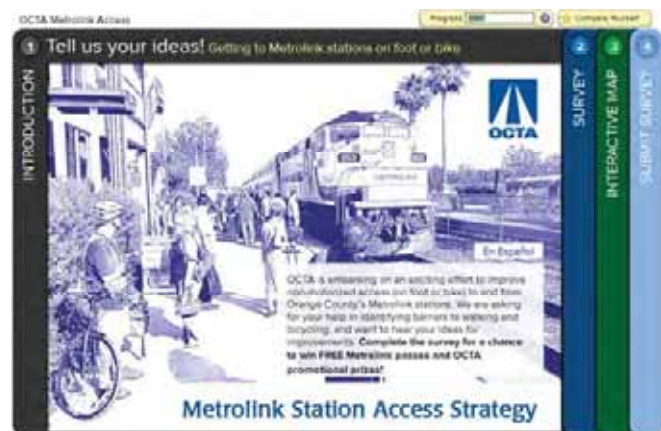 OCTA Metrolink Access
Progress
Compare Yourself
1 Tell us your ideas! Getting to Metrolink stations on foot or bike
INTRODUCTION
OCTA
En Español
OCTA is embarking on an exciting effort to improve
non-motorized access (on foot or bike) to and from
Orange County's Metrolink stations. We are asking
for your help in identifying barriers to walking and
bicycling, and want to hear your ideas for
improvements. Complete the survey for a chance
to win FREE Metrolink passes and OCTA
promotional prizes!
Metrolink Station Access Strategy
2 SURVEY
3 INTERACTIVE MAP
4 SUBMIT SURVEY